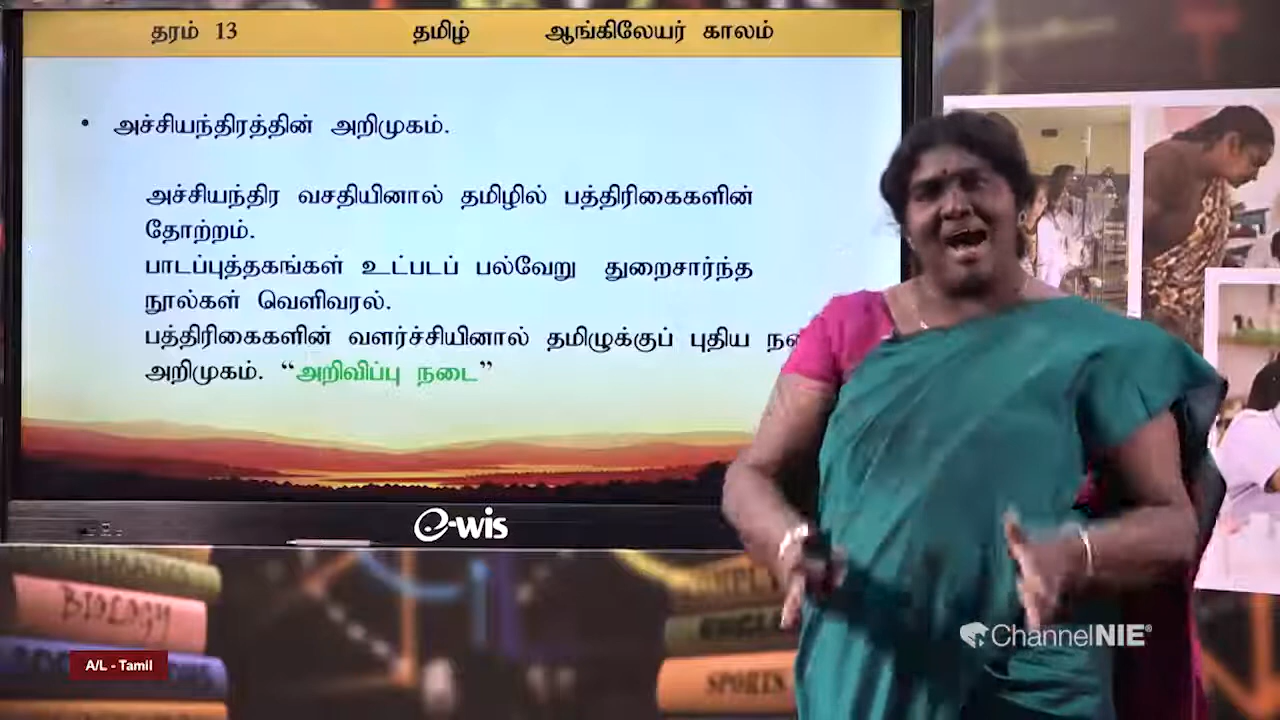 தரம் 13 தமிழ் ஆங்கிலேயர் காலம்
• அச்சியந்திரத்தின் அறிமுகம்.
அச்சியந்திர வசதியினால் தமிழில் பத்திரிகைகளின்
தோற்றம்.
பாடப்புத்தகங்கள் உட்படப் பல்வேறு துறைசார்ந்த
நூல்கள் வெளிவரல்.
பத்திரிகைகளின் வளர்ச்சியினால் தமிழுக்குப் புதிய
அறிமுகம். “அறிவிப்பு நடை”
e-wis
BIOLOGY
SPORTS
A/L - Tamil
ChannelNIE®